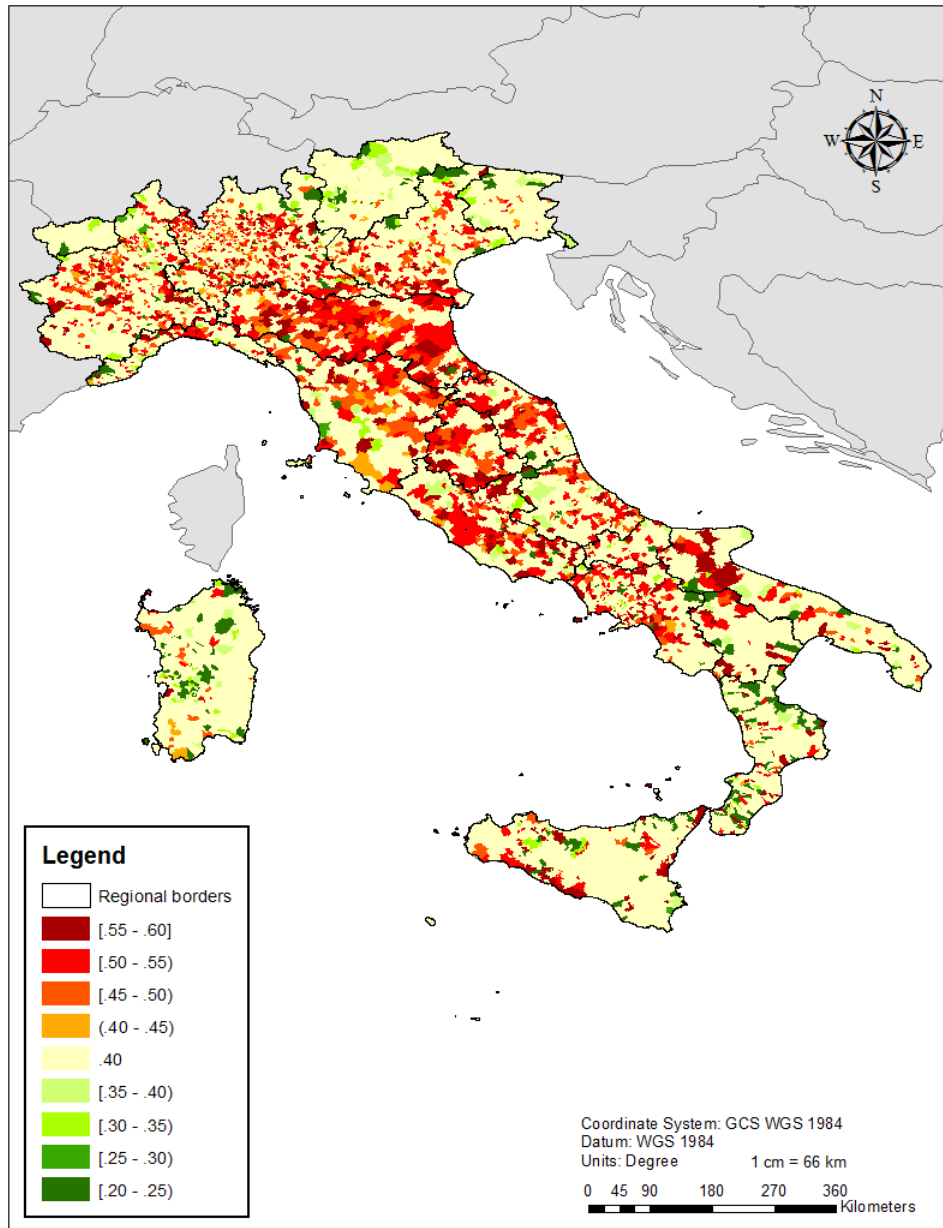 N
W E
S
Legend
Regional borders
[.55 - .60]
[.50 - .55)
[.45 - .50)
(.40 - .45)
.40
[.35 - .40)
[.30 - .35)
[.25 - .30)
[.20 - .25)
Coordinate System: GCS WGS 1984
Datum: WGS 1984
Units: Degree 1 cm = 66 km
0 45 90 180 270 360
Kilometers